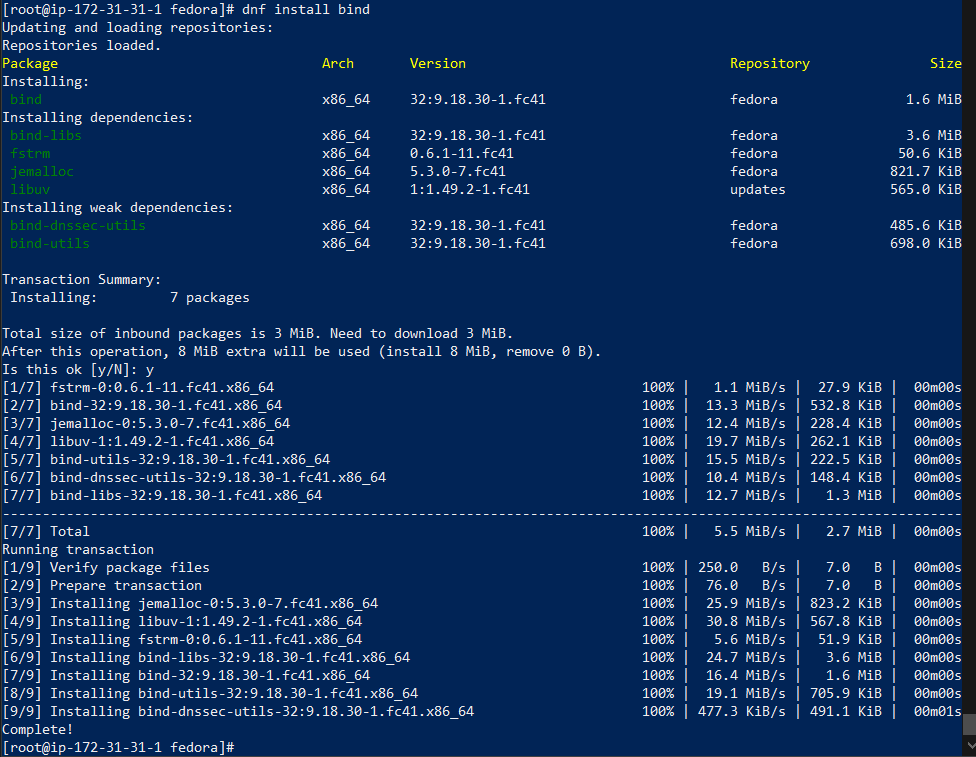 [root@ip-172-31-31-1 fedora]# dnf install bind
Updating and loading repositories:
Repositories loaded.
Package Arch Version Repository Size
Installing:
bind x86_64 32:9.18.30-1.fc41 fedora 1.6 MiB
Installing dependencies:
bind-libs x86_64 32:9.18.30-1.fc41 fedora 3.6 MiB
fstrm x86_64 0.6.1-11.fc41 fedora 50.6 KiB
jemalloc x86_64 5.3.0-7.fc41 fedora 821.7 KiB
libuv x86_64 1:1.49.2-1.fc41 updates 565.0 KiB
Installing weak dependencies:
bind-dnssec-utils x86_64 32:9.18.30-1.fc41 fedora 485.6 KiB
bind-utils x86_64 32:9.18.30-1.fc41 fedora 698.0 KiB
Transaction Summary:
Installing: 7 packages
Total size of inbound packages is 3 MiB. Need to download 3 MiB.
After this operation, 8 MiB extra will be used (install 8 MiB, remove 0 B).
Is this ok [y/N]: y
[1/7] fstrm-0:0.6.1-11.fc41.x86_64 100% | 1.1 MiB/s | 27.9 KiB | 00m00s
[2/7] bind-32:9.18.30-1.fc41.x86_64 100% | 13.3 MiB/s | 532.8 KiB | 00m00s
[3/7] jemalloc-0:5.3.0-7.fc41.x86_64 100% | 12.4 MiB/s | 228.4 KiB | 00m00s
[4/7] libuv-1:1.49.2-1.fc41.x86_64 100% | 19.7 MiB/s | 262.1 KiB | 00m00s
[5/7] bind-utils-32:9.18.30-1.fc41.x86_64 100% | 15.5 MiB/s | 222.5 KiB | 00m00s
[6/7] bind-dnssec-utils-32:9.18.30-1.fc41.x86_64 100% | 10.4 MiB/s | 148.4 KiB | 00m00s
[7/7] bind-libs-32:9.18.30-1.fc41.x86_64 100% | 12.7 MiB/s | 1.3 MiB | 00m00s
------------------------------------------------------------------------------------------------------------------------
[7/7] Total 100% | 5.5 MiB/s | 2.7 MiB | 00m00s
Running transaction
[1/9] Verify package files 100% | 250.0 B/s | 7.0 B | 00m00s
[2/9] Prepare transaction 100% | 76.0 B/s | 7.0 B | 00m00s
[3/9] Installing jemalloc-0:5.3.0-7.fc41.x86_64 100% | 25.9 MiB/s | 823.2 KiB | 00m00s
[4/9] Installing libuv-1:1.49.2-1.fc41.x86_64 100% | 30.8 MiB/s | 567.8 KiB | 00m00s
[5/9] Installing fstrm-0:0.6.1-11.fc41.x86_64 100% | 5.6 MiB/s | 51.9 KiB | 00m00s
[6/9] Installing bind-libs-32:9.18.30-1.fc41.x86_64 100% | 24.7 MiB/s | 3.6 MiB | 00m00s
[7/9] Installing bind-32:9.18.30-1.fc41.x86_64 100% | 16.4 MiB/s | 1.6 MiB | 00m00s
[8/9] Installing bind-utils-32:9.18.30-1.fc41.x86_64 100% | 19.1 MiB/s | 705.9 KiB | 00m00s
[9/9] Installing bind-dnssec-utils-32:9.18.30-1.fc41.x86_64 100% | 477.3 KiB/s | 491.1 KiB | 00m01s
Complete!
[root@ip-172-31-31-1 fedora]#